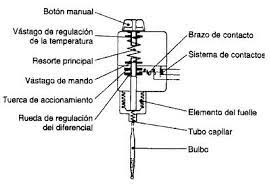 Botón manual
Vástago de regulación
de la temperatura
Resorte principal
Vástago de mando
Tuerca de accionamiento
Rueda de regulación
del diferencial
Brazo de contacto
Sistema de contactos
Elemento del fuelle
Tubo capilar
Bulbo